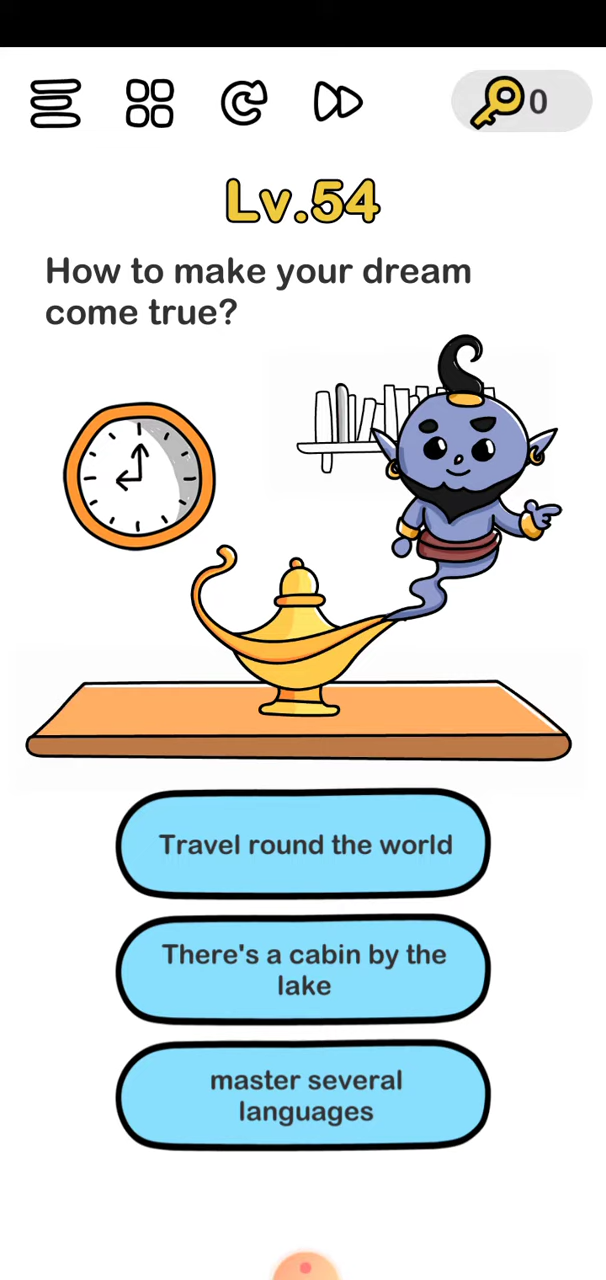 0
Lv.54
How to make your dream
come true?
Travel round the world
There's a cabin by the
lake
master several
languages